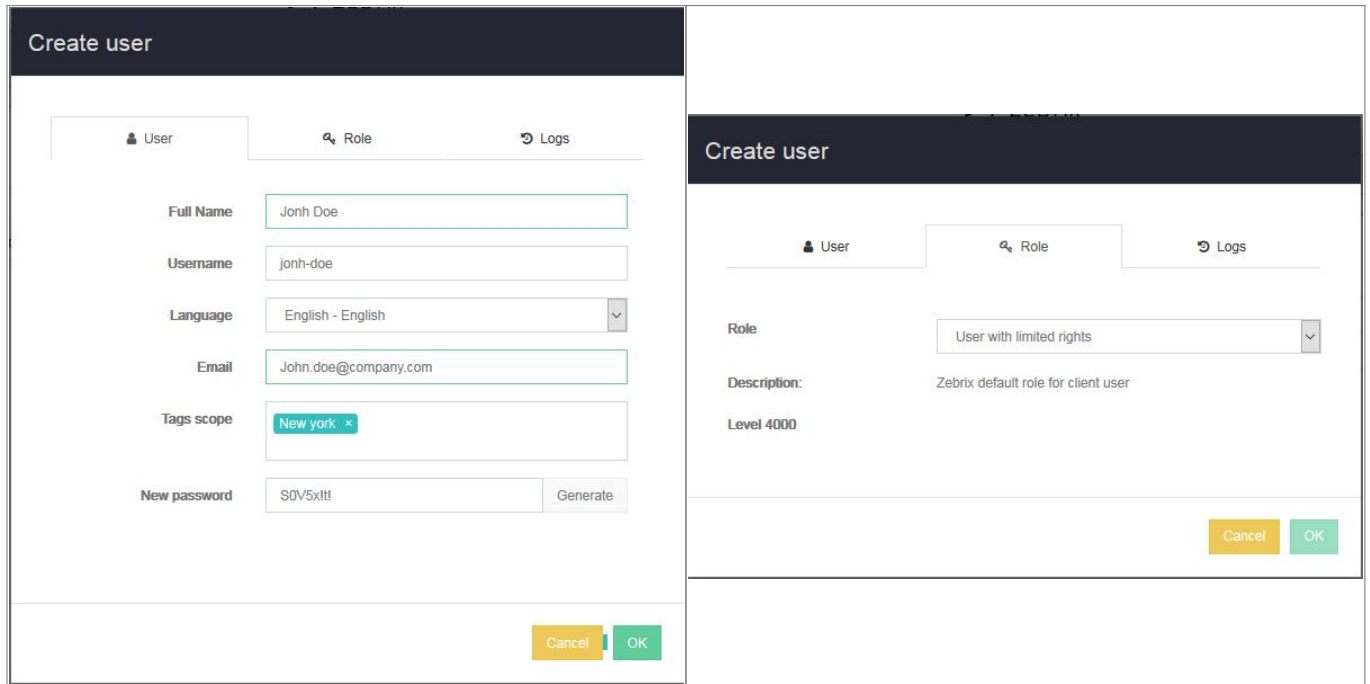 Create user
User
Role
Logs
Full Name
Jonh Doe
Username
jonh-doe
Language
English - English
Email
John.doe@company.com
Tags scope
New york ×
New password
S0V5x!t!
Generate
Cancel
OK
Create user
User
Role
Logs
Role
User with limited rights
Description:
Zebrix default role for client user
Level 4000
Cancel
OK